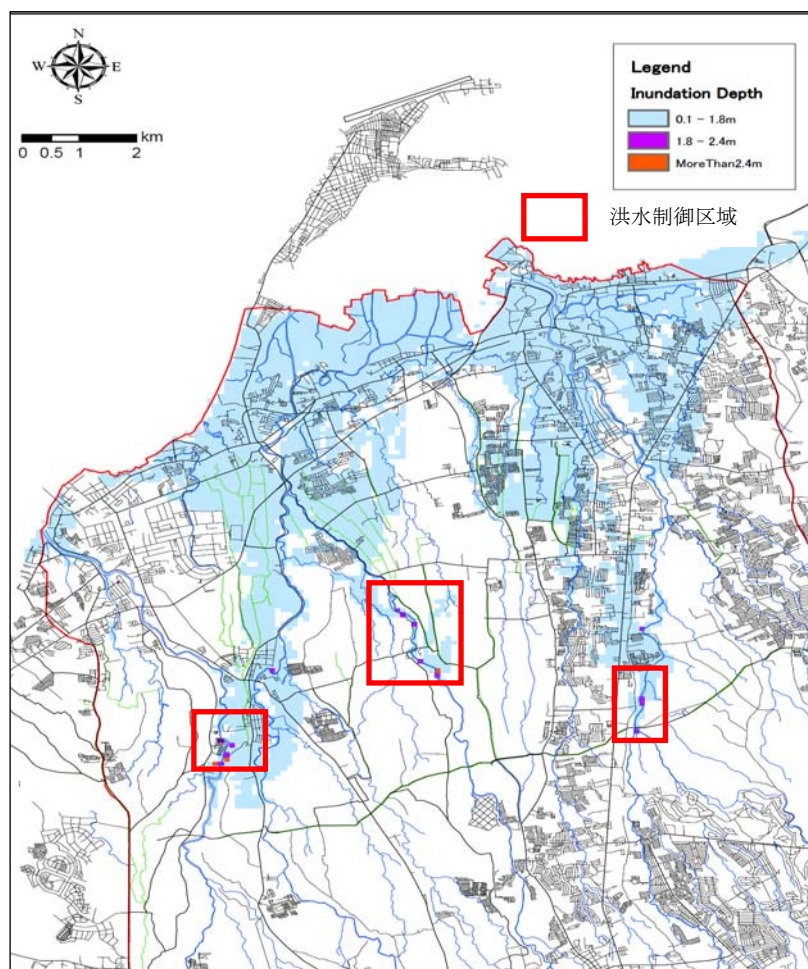 N
W E
S
km
0 0.5 1 2
Legend
Inundation Depth
0.1 - 1.8m
1.8 - 2.4m
MoreThan2.4m
洪水制御区域